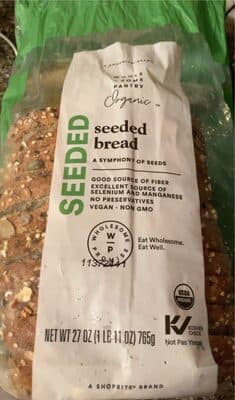 WHOLESOME
PANTRY
Organic
SEEDED
seeded
bread
A SYMPHONY OF SEEDS
GOOD SOURCE OF FIBER
EXCELLENT SOURCE OF
SELENIUM AND MANGANESE
NO PRESERVATIVES
VEGAN · NON GMO
WHOLESOME
W
P
Eat Wholesome.
Eat Well.
USDA
ORGANIC
KOSHER
CHECK
Not Pas Yisroel
NET WT 27 OZ (1 LB 11 OZ) 765g
A SHOPRITE® BRAND